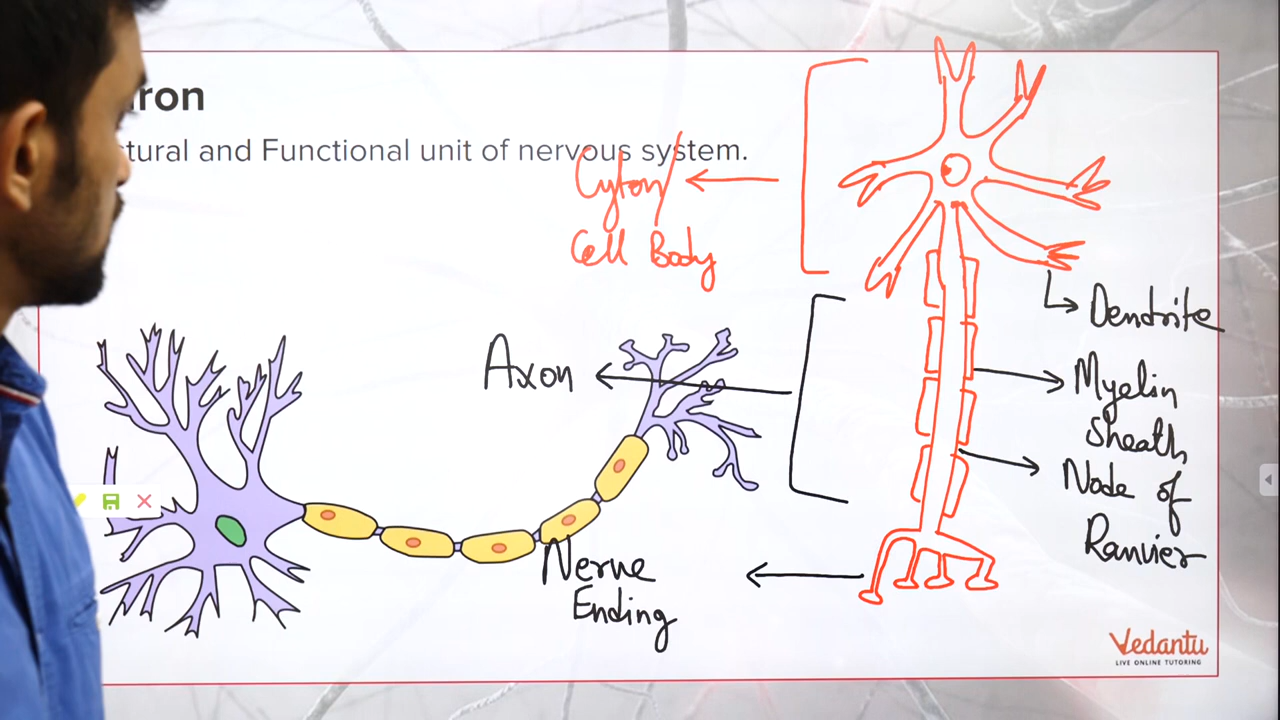 uron
ctural and Functional unit of nervous system.
Cyton/
Cell Body
Dendrite
Axon
Myelin
Sheath
Node of
Ranvier
Nerve
Ending
Vedantu
LIVE ONLINE TUTORING